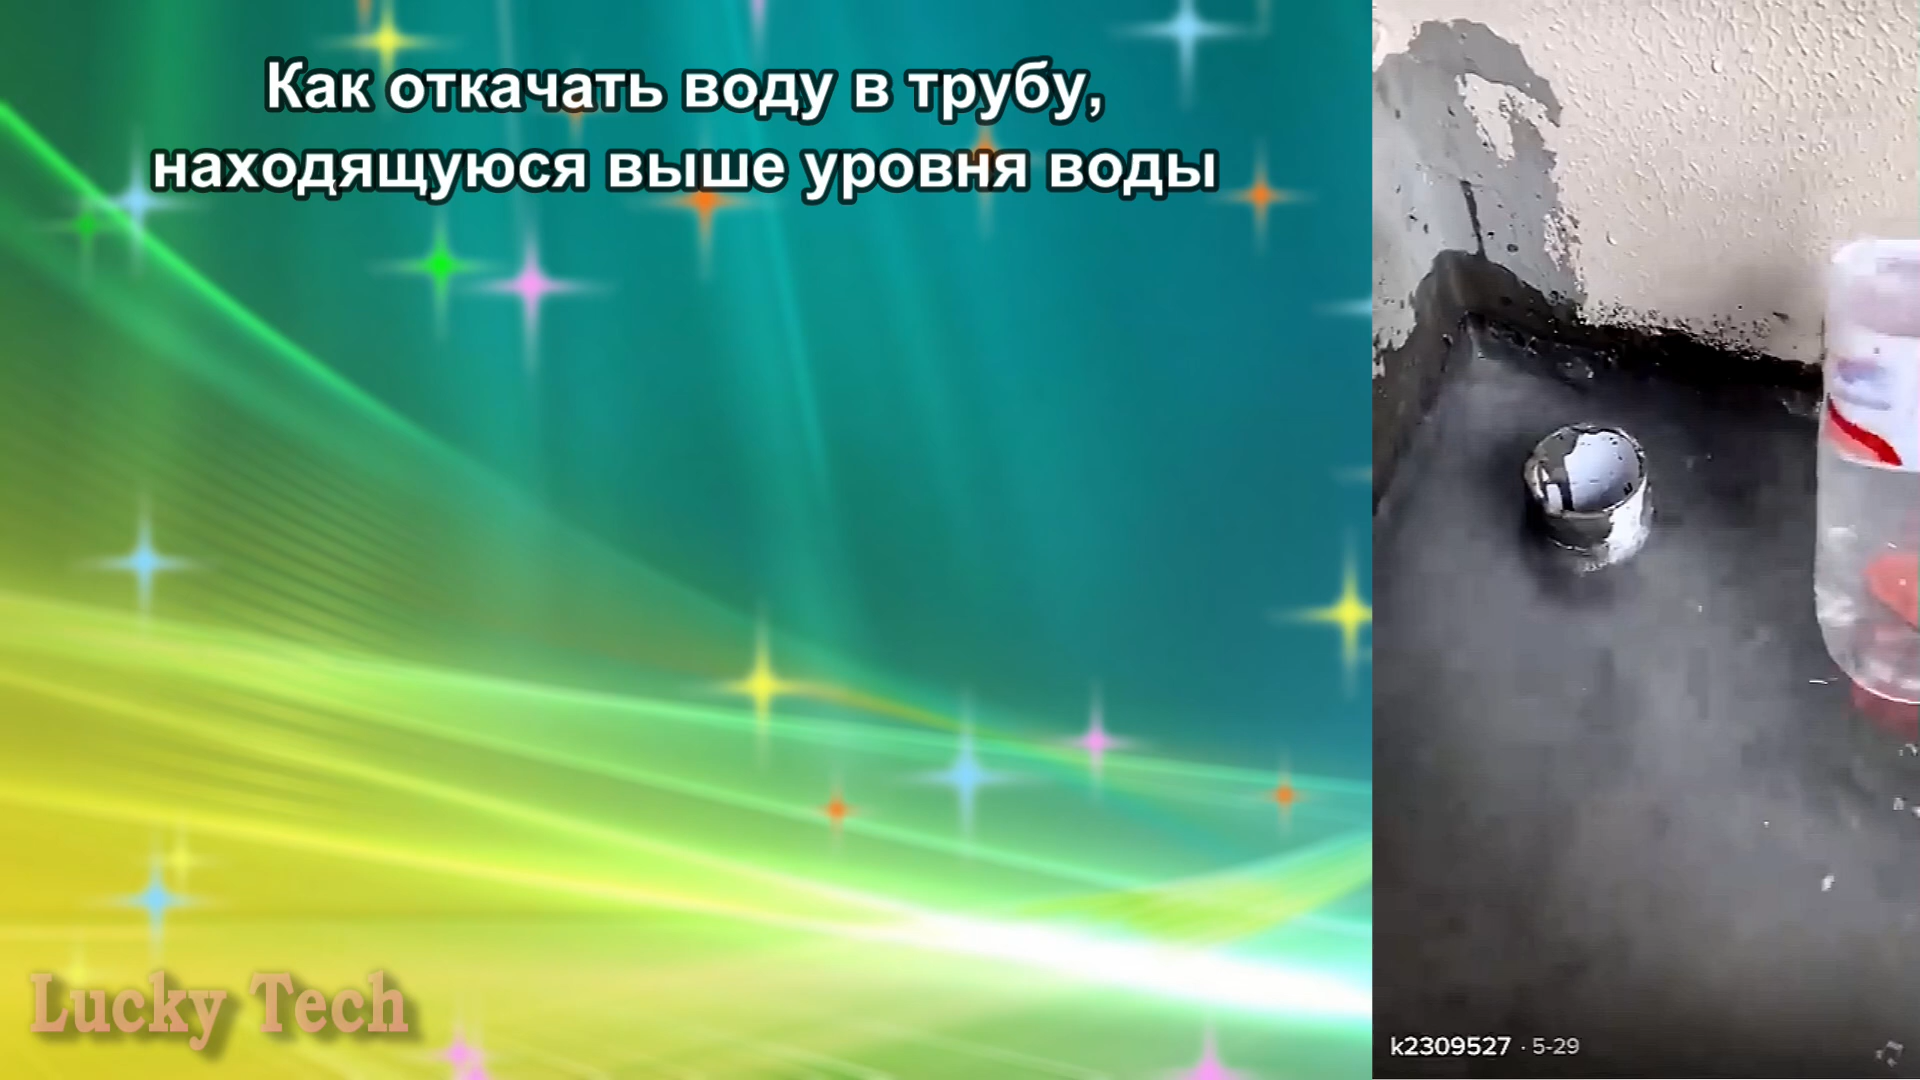 Как откачать воду в трубу,
находящуюся выше уровня воды
Lucky Tech
k2309527 · 5-29